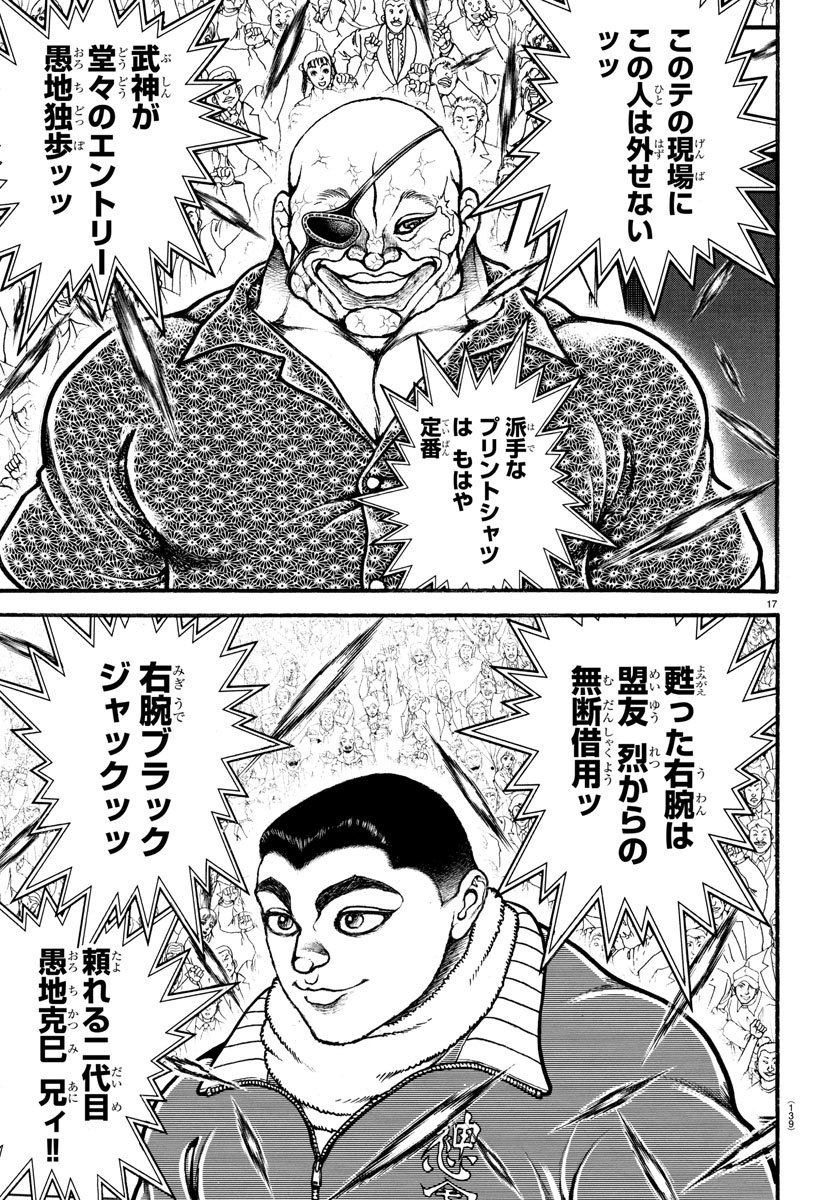 このテの現場に
この人は外せない
ッッ
武神が
堂々のエントリー
愚地独歩ッッ
派手な
プリントシャツ
は もはや
定番
17
甦った右腕は
盟友 烈からの
無断借用ッ
右腕ブラック
ジャックッッ
頼れる二代目
愚地克巳 兄ィ!!
神
(139)